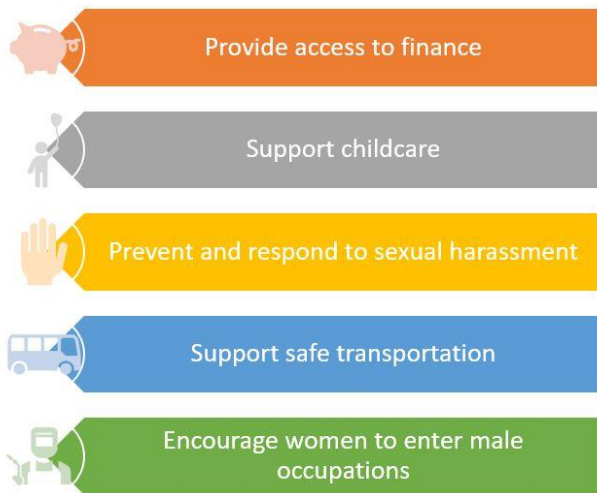 Provide access to finance
Support childcare
Prevent and respond to sexual harassment
Support safe transportation
Encourage women to enter male
occupations